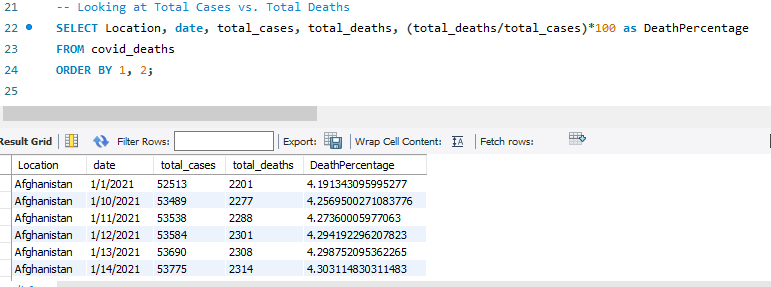 21 -- Looking at Total Cases vs. Total Deaths
22 SELECT Location, date, total_cases, total_deaths, (total_deaths/total_cases)*100 as DeathPercentage
23 FROM covid_deaths
24 ORDER BY 1, 2;
25
Result Grid Filter Rows: Export: Wrap Cell Content: IA Fetch rows:
Location date total_cases total_deaths DeathPercentage
Afghanistan 1/1/2021 52513 2201 4.191343095995277
Afghanistan 1/10/2021 53489 2277 4.2569500271083776
Afghanistan 1/11/2021 53538 2288 4.27360005977063
Afghanistan 1/12/2021 53584 2301 4.294192296207823
Afghanistan 1/13/2021 53690 2308 4.298752095362265
Afghanistan 1/14/2021 53775 2314 4.303114830311483